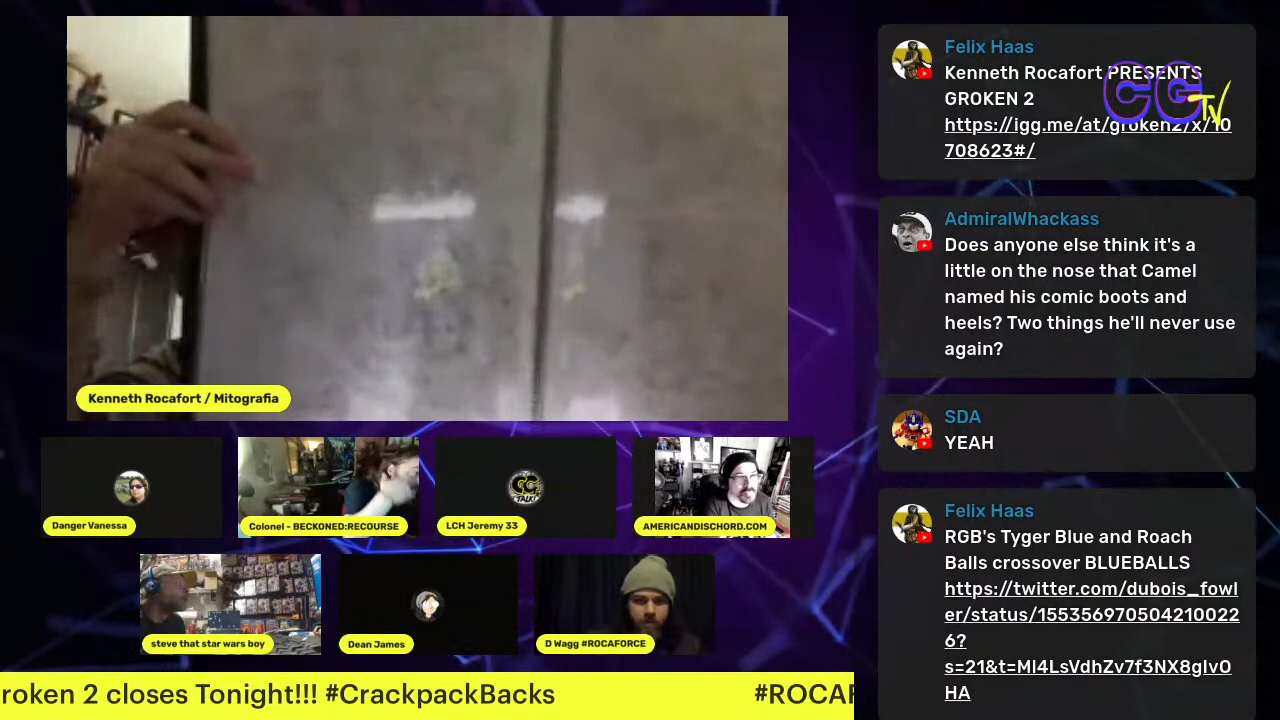 Felix Haas
Kenneth Rocafort PRESENTS
GROKEN 2
https://igg.me/at/groken2/x/10
708623#/
CG TV
AdmiralWhackass
Does anyone else think it's a
little on the nose that Camel
named his comic boots and
heels? Two things he'll never use
again?
SDA
YEAH
Felix Haas
RGB's Tyger Blue and Roach
Balls crossover BLUEBALLS
https://twitter.com/dubois_fowl
er/status/155356970504210022
6?
s=21&t=MI4LsVdhZv7f3NX8gIvO
HA
Kenneth Rocafort / Mitografia
Danger Vanessa
Colonel - BECKONED:RECOURSE
LCH Jeremy 33
AMERICANDISCHORD.COM
steve that star wars boy
Dean James
D Wagg #ROCAFORCE
roken 2 closes Tonight!!! #CrackpackBacks
#ROCAF